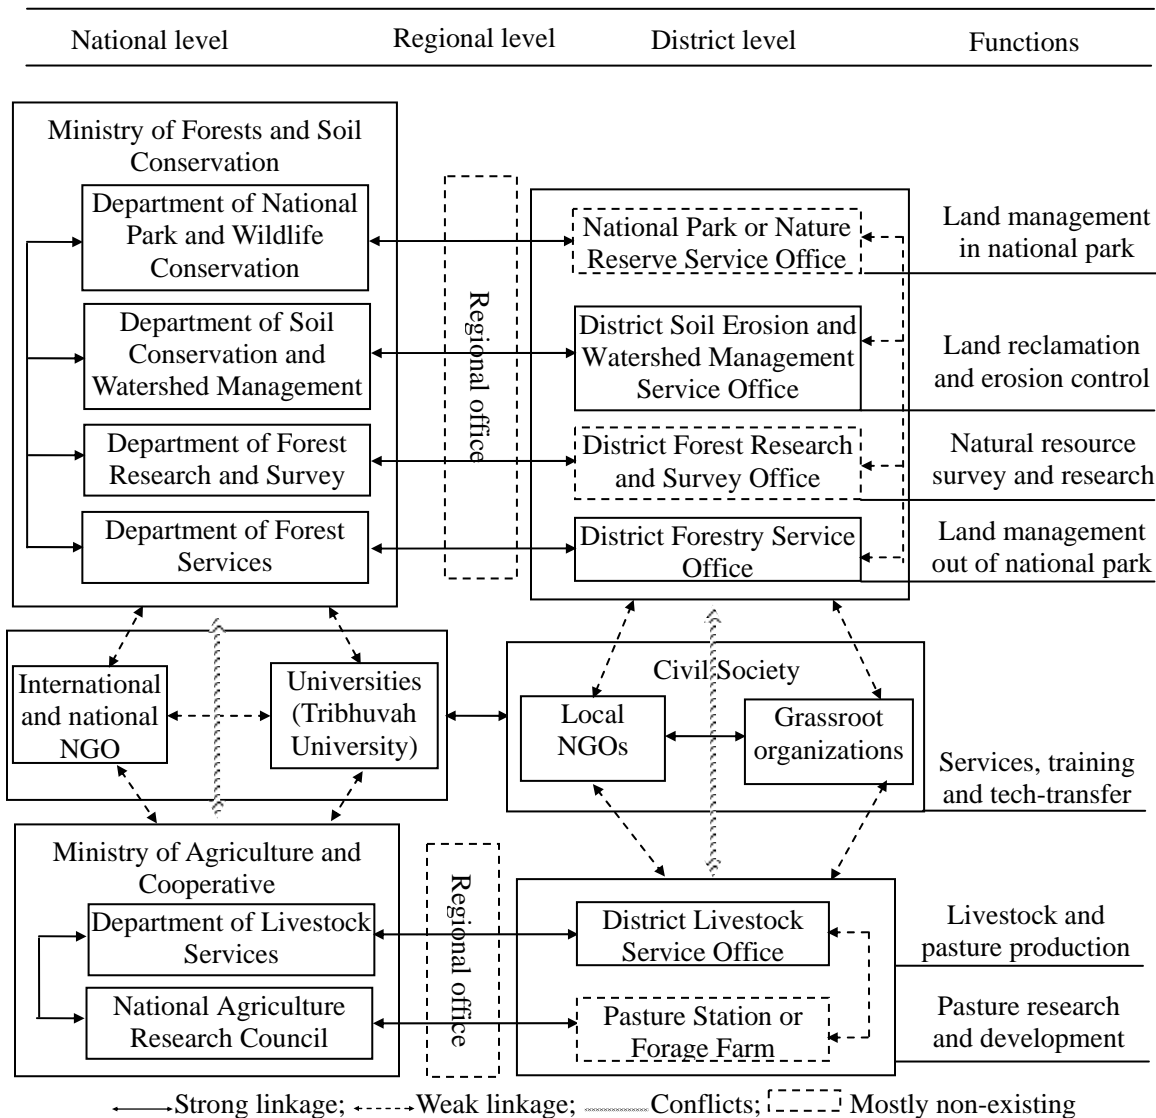 National level
Regional level
District level
Functions
Ministry of Forests and Soil
Conservation
Department of National
Park and Wildlife
Conservation
Department of Soil
Conservation and
Watershed Management
Department of Forest
Research and Survey
Department of Forest
Services
Regional office
National Park or Nature
Reserve Service Office
District Soil Erosion and
Watershed Management
Service Office
District Forest Research
and Survey Office
District Forestry Service
Office
Land management
in national park
Land reclamation
and erosion control
Natural resource
survey and research
Land management
out of national park
International
and national
NGO
Universities
(Tribhuvah
University)
Civil Society
Local
NGOs
Grassroot
organizations
Services, training
and tech-transfer
Ministry of Agriculture and
Cooperative
Department of Livestock
Services
National Agriculture
Research Council
Regional office
District Livestock
Service Office
Pasture Station or
Forage Farm
Livestock and
pasture production
Pasture research
and development
Strong linkage; Weak linkage; Conflicts; Mostly non-existing